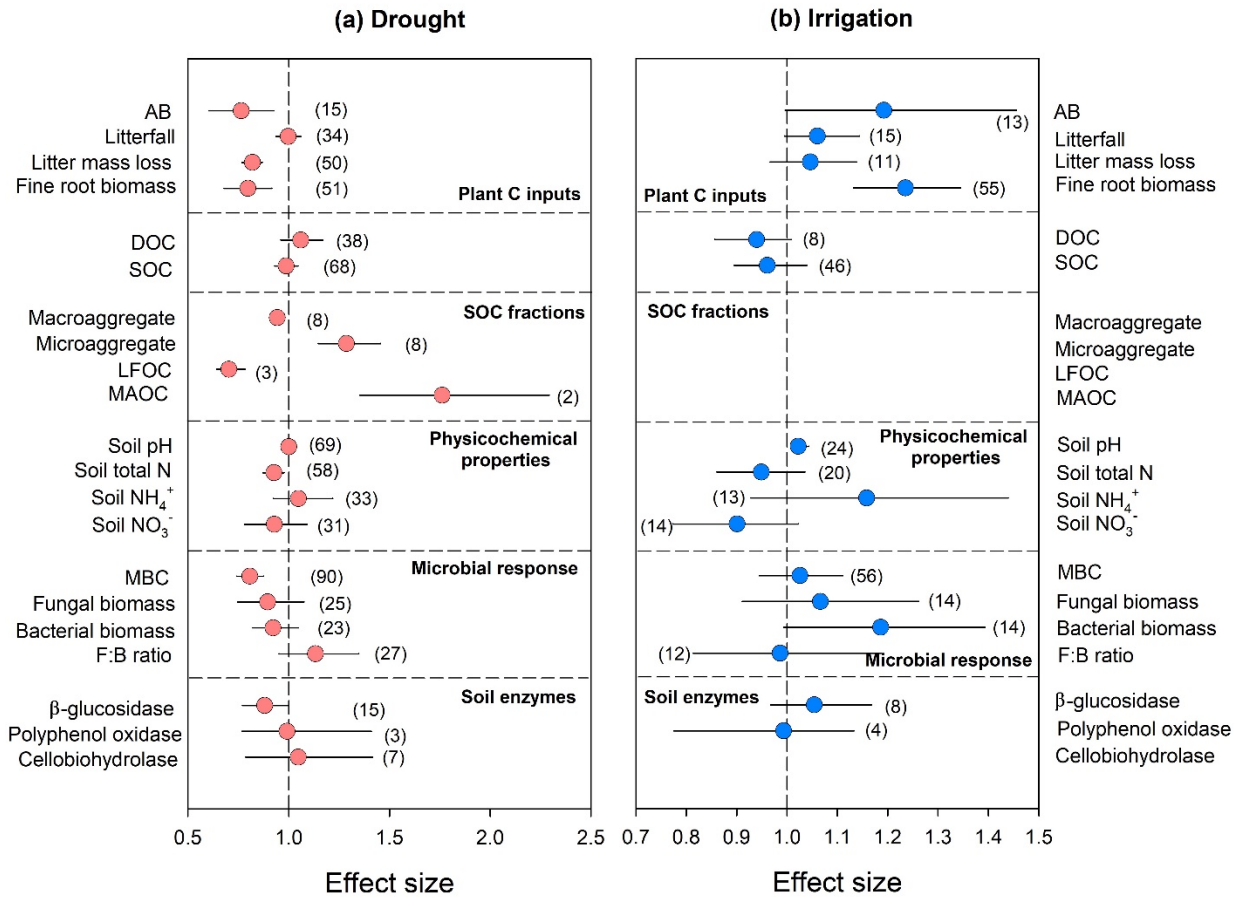 (a) Drought
(b) Irrigation
AB
(15)
Litterfall
(34)
Litter mass loss
(50)
Fine root biomass
(51)
Plant C inputs
DOC
(38)
SOC
(68)
SOC fractions
Macroaggregate
(8)
Microaggregate
(8)
LFOC
(3)
MAOC
(2)
Physicochemical
properties
Soil pH
(69)
Soil total N
(58)
Soil NH₄⁺
(33)
Soil NO₃⁻
(31)
Microbial response
MBC
(90)
Fungal biomass
(25)
Bacterial biomass
(23)
F:B ratio
(27)
Soil enzymes
β-glucosidase
(15)
Polyphenol oxidase
(3)
Cellobiohydrolase
(7)
0.5 1.0 1.5 2.0 2.5
Effect size
AB
(13)
Litterfall
(15)
Litter mass loss
(11)
Fine root biomass
(55)
Plant C inputs
DOC
(8)
SOC
(46)
SOC fractions
Macroaggregate
Microaggregate
LFOC
MAOC
Physicochemical
properties
Soil pH
(24)
Soil total N
(20)
Soil NH₄⁺
(13)
Soil NO₃⁻
(14)
MBC
(56)
Fungal biomass
(14)
Bacterial biomass
(14)
F:B ratio
(12)
Microbial response
Soil enzymes
β-glucosidase
(8)
Polyphenol oxidase
(4)
Cellobiohydrolase
0.7 0.8 0.9 1.0 1.1 1.2 1.3 1.4 1.5
Effect size